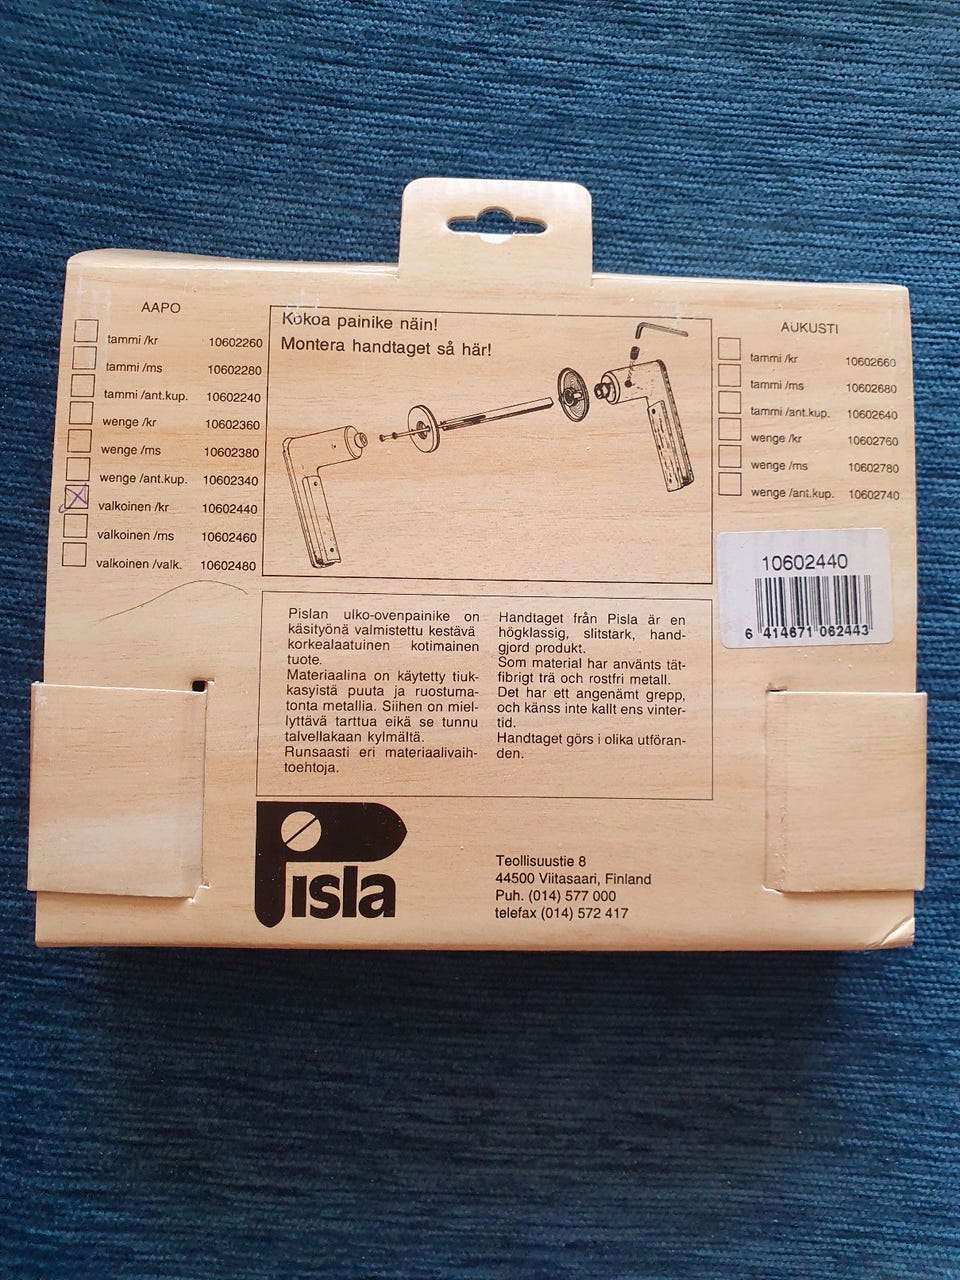 AAPO
tammi /kr 10602260
tammi /ms 10602280
tammi /ant.kup. 10602240
wenge /kr 10602360
wenge /ms 10602380
wenge /ant.kup. 10602340
valkoinen /kr 10602440
valkoinen /ms 10602460
valkoinen /valk. 10602480
Kokoa painike näin!
Montera handtaget så här!
AUKUSTI
tammi /kr 10602660
tammi /ms 10602680
tammi /ant.kup. 10602640
wenge /kr 10602760
wenge /ms 10602780
wenge /ant.kup. 10602740
10602440
6 414671 062443
Pislan ulko-ovenpainike on
käsityönä valmistettu kestävä
korkealaatuinen kotimainen
tuote.
Materiaalina on käytetty tiuk-
kasyistä puuta ja ruostuma-
tonta metallia. Siihen on miel-
lyttävä tarttua eikä se tunnu
talvellakaan kylmältä.
Runsaasti eri materiaalivaih-
toehtoja.
Handtaget från Pisla är en
högklassig, slitstark, hand-
gjord produkt.
Som material har använts tät-
fibrigt trä och rostfri metall.
Det har ett angenämt grepp,
och känss inte kallt ens vinter-
tid.
Handtaget görs i olika utföran-
den.
Pisla
Teollisuustie 8
44500 Viitasaari, Finland
Puh. (014) 577 000
telefax (014) 572 417